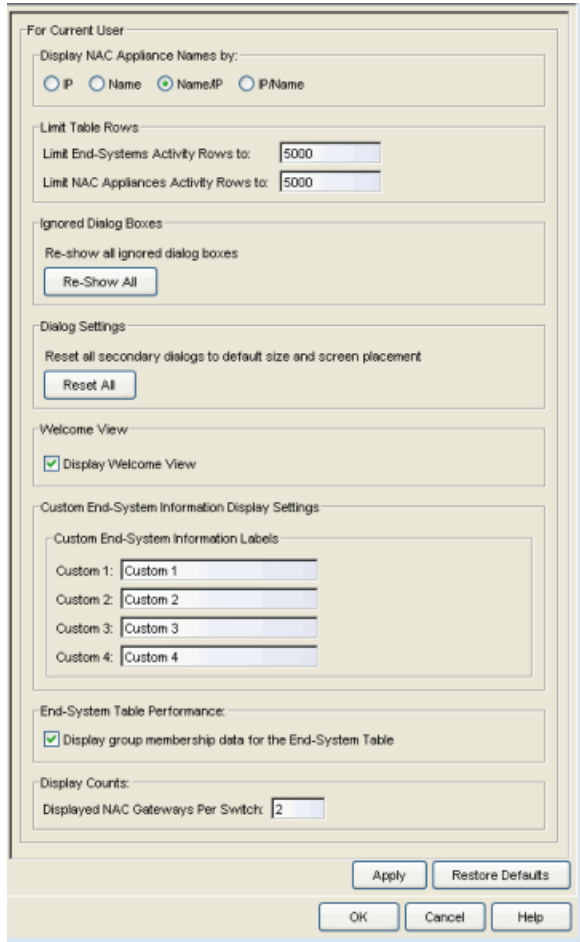 For Current User
Display NAC Appliance Names by:
IP Name Name/IP IP/Name
Limit Table Rows
Limit End-Systems Activity Rows to: 5000
Limit NAC Appliances Activity Rows to: 5000
Ignored Dialog Boxes
Re-show all ignored dialog boxes
Re-Show All
Dialog Settings
Reset all secondary dialogs to default size and screen placement
Reset All
Welcome View
Display Welcome View
Custom End-System Information Display Settings
Custom End-System Information Labels
Custom 1: Custom 1
Custom 2: Custom 2
Custom 3: Custom 3
Custom 4: Custom 4
End-System Table Performance:
Display group membership data for the End-System Table
Display Counts:
Displayed NAC Gateways Per Switch: 2
Apply Restore Defaults
OK Cancel Help